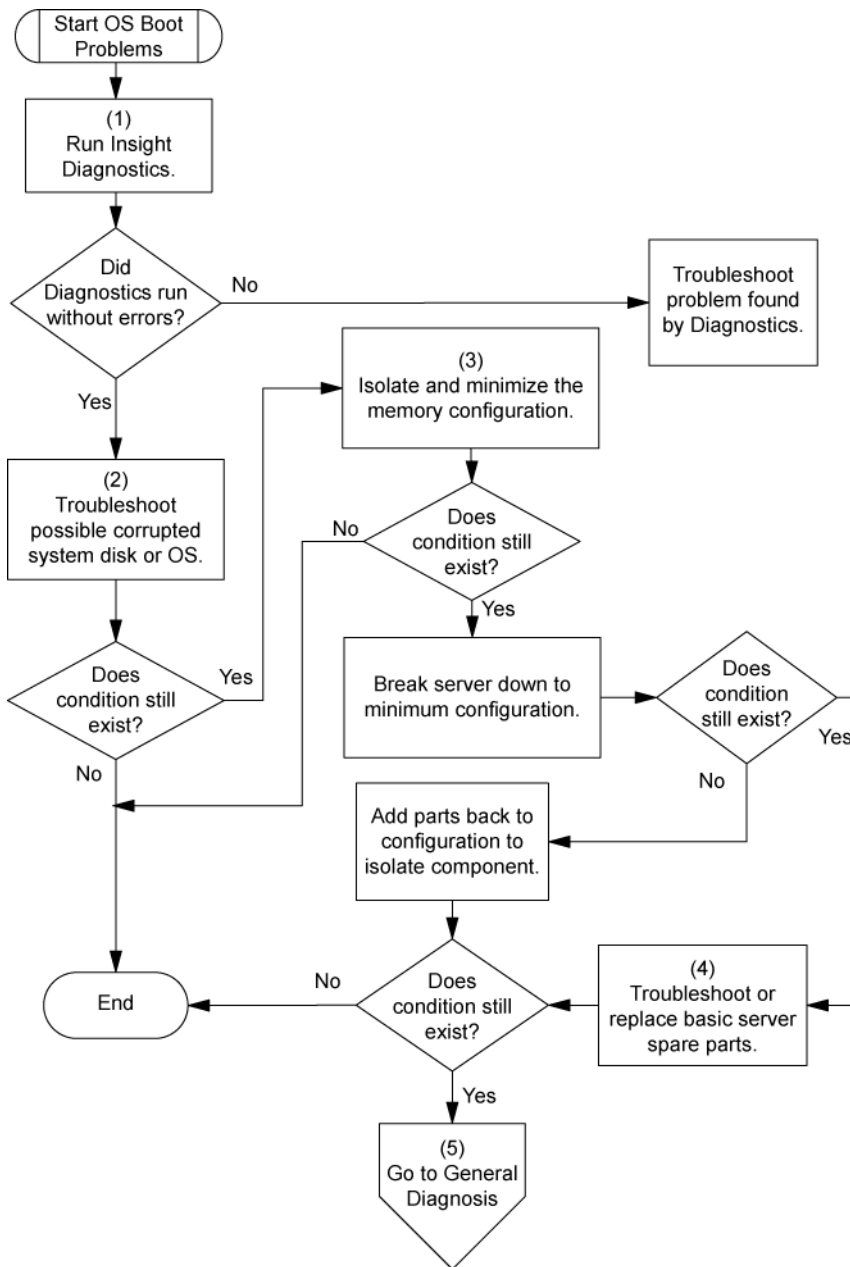 Start OS Boot
Problems
(1)
Run Insight
Diagnostics.
Did
Diagnostics run
without errors?
No
Troubleshoot
problem found
by Diagnostics.
Yes
(2)
Troubleshoot
possible corrupted
system disk or OS.
Does
condition still
exist?
Yes
No
(3)
Isolate and minimize the
memory configuration.
Does
condition still
exist?
No
Yes
Break server down to
minimum configuration.
Does
condition
still exist?
Yes
No
Add parts back to
configuration to
isolate component.
(4)
Troubleshoot or
replace basic server
spare parts.
Does
condition still
exist?
No
End
Yes
(5)
Go to General
Diagnosis